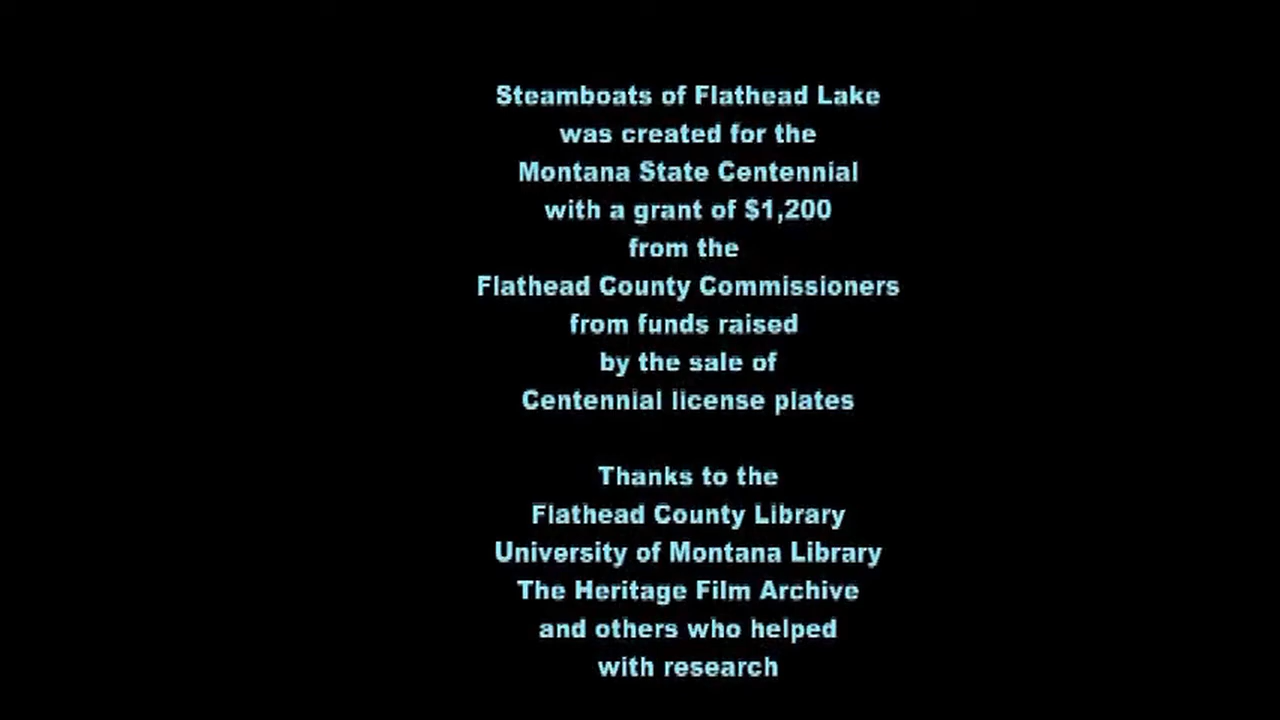 Steamboats of Flathead Lake
was created for the
Montana State Centennial
with a grant of $1,200
from the
Flathead County Commissioners
from funds raised
by the sale of
Centennial license plates
Thanks to the
Flathead County Library
University of Montana Library
The Heritage Film Archive
and others who helped
with research